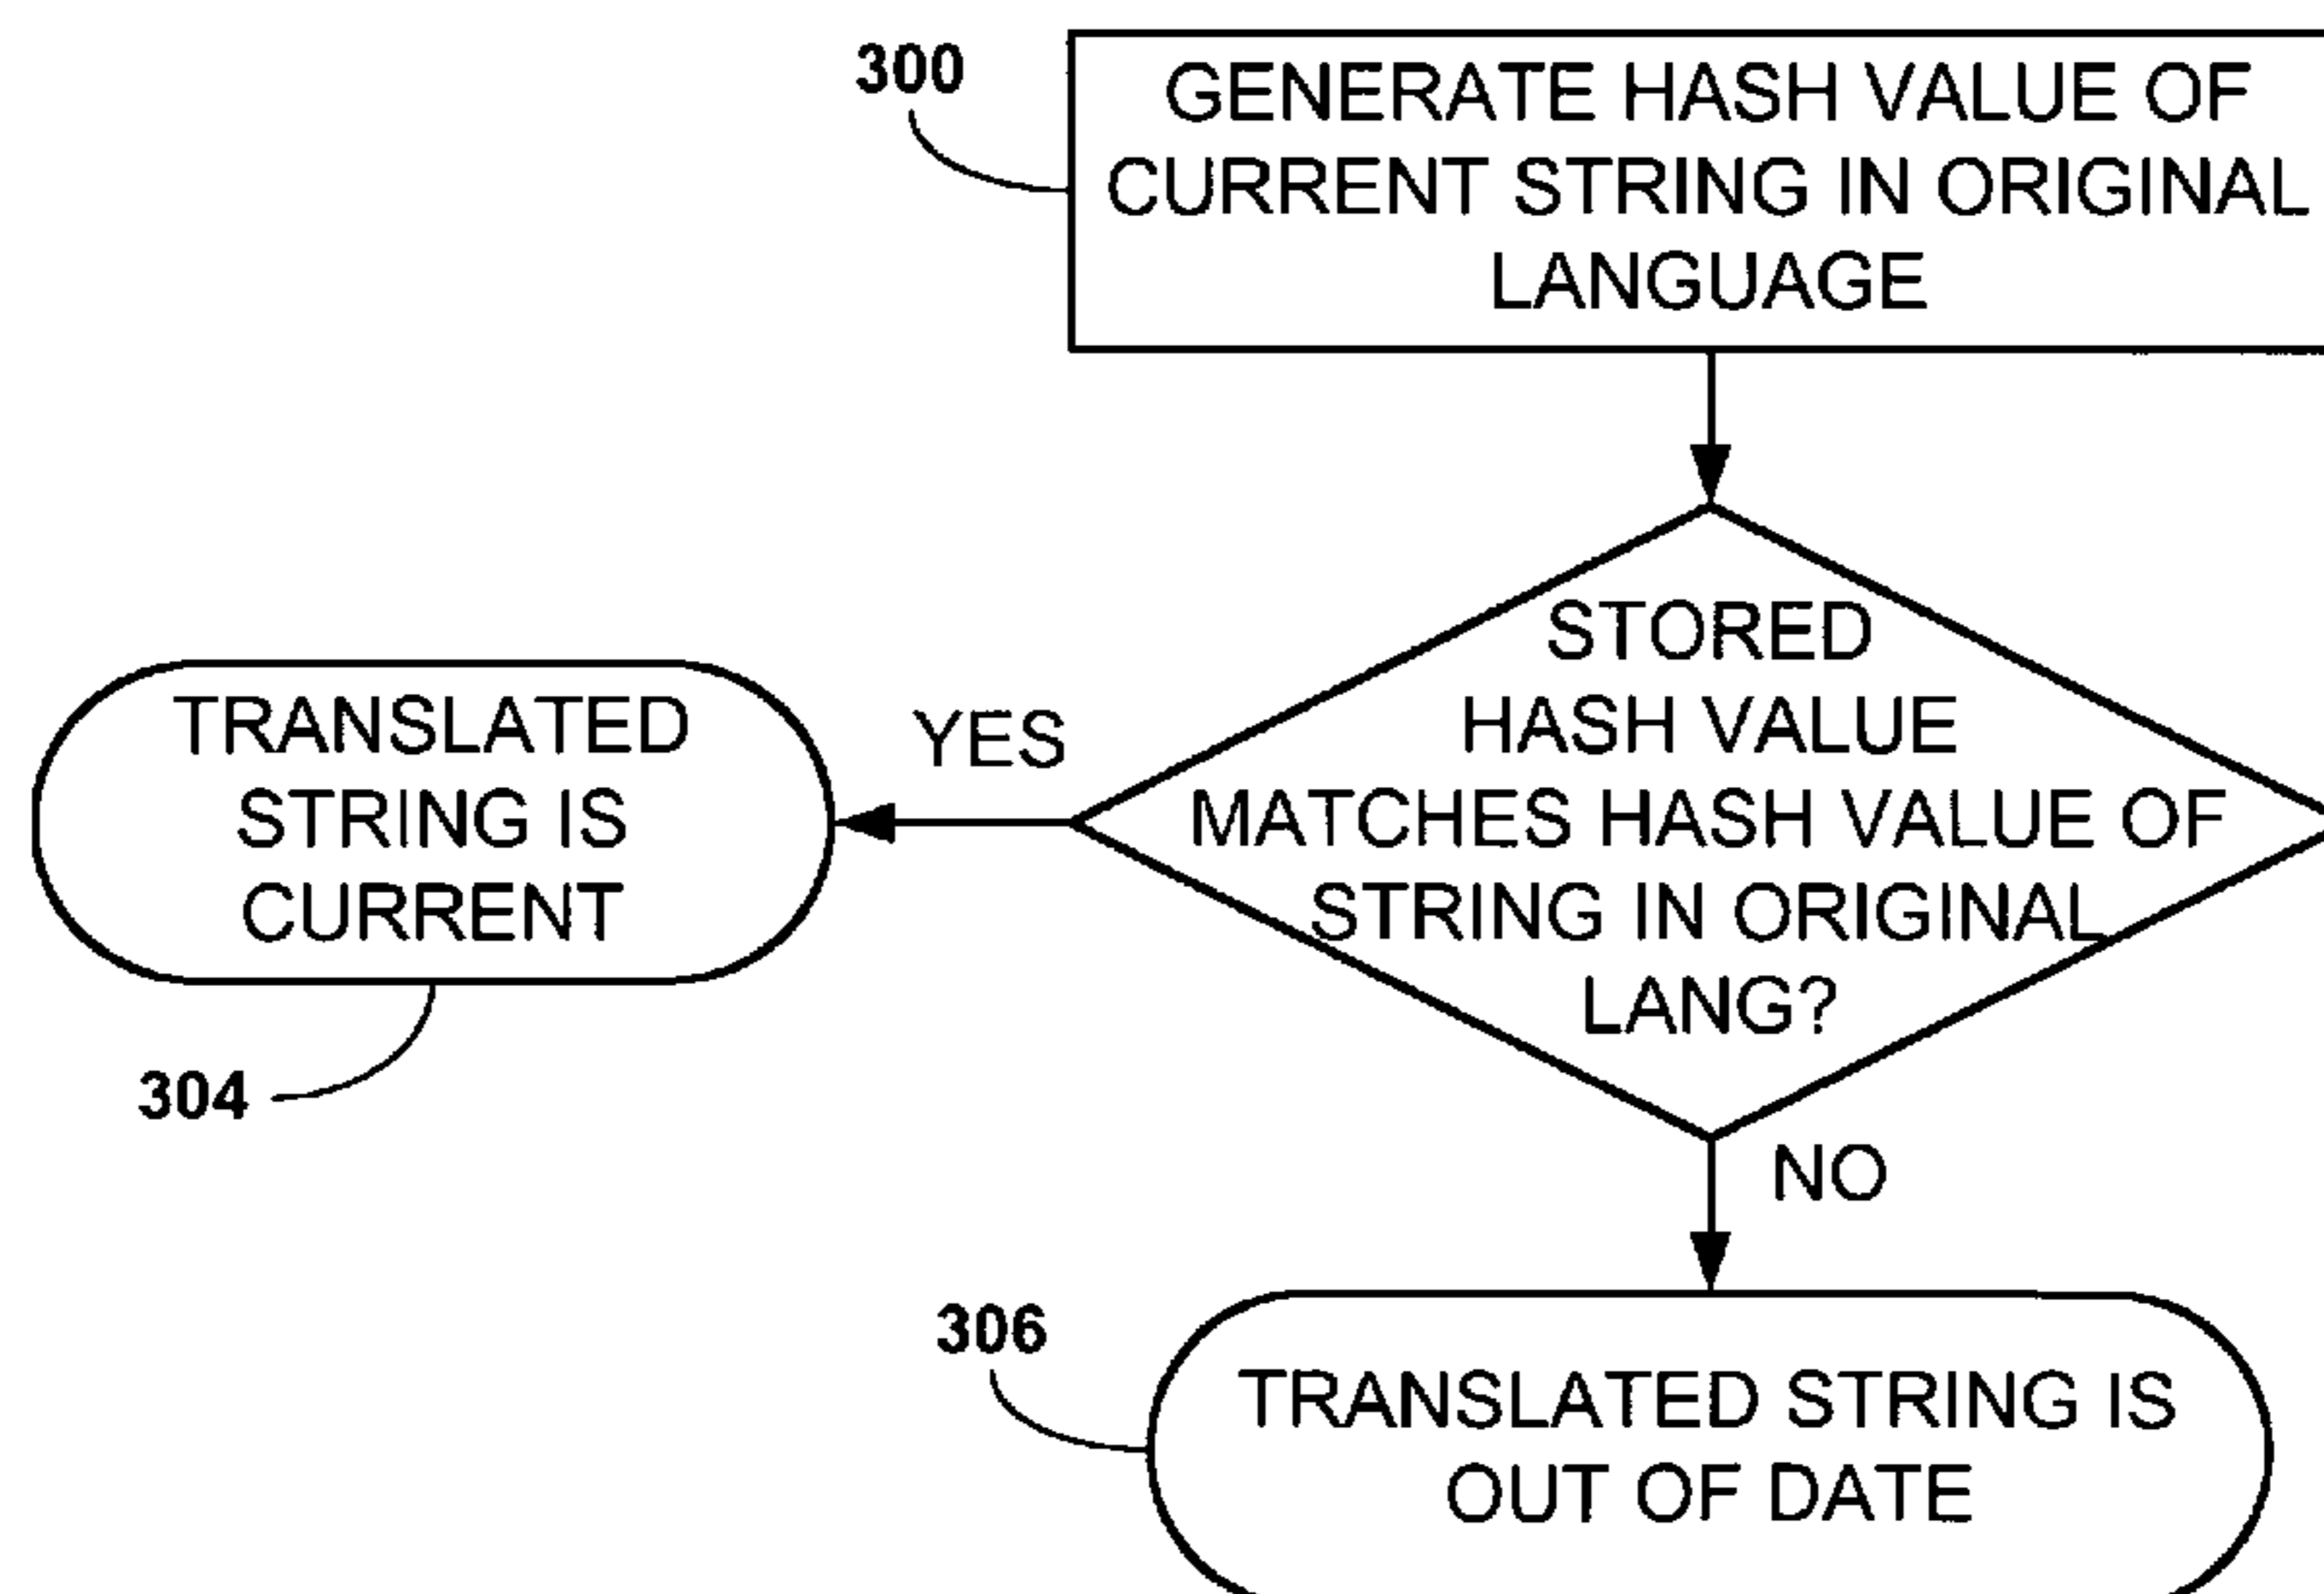 300
GENERATE HASH VALUE OF
CURRENT STRING IN ORIGINAL
LANGUAGE
STORED
HASH VALUE
MATCHES HASH VALUE OF
STRING IN ORIGINAL
LANG?
YES
TRANSLATED
STRING IS
CURRENT
304
NO
306
TRANSLATED STRING IS
OUT OF DATE